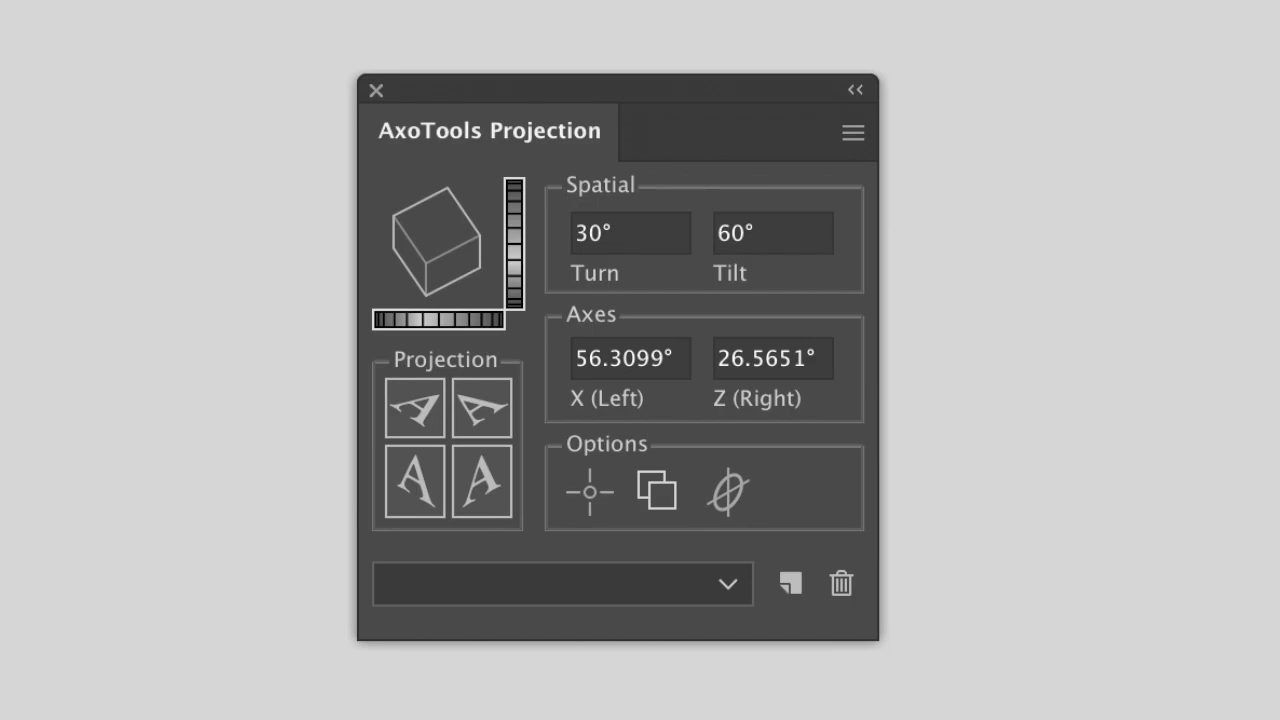 AxoTools Projection
Spatial
30° 60°
Turn Tilt
Axes
56.3099° 26.5651°
X (Left) Z (Right)
Projection
A A
A A
Options